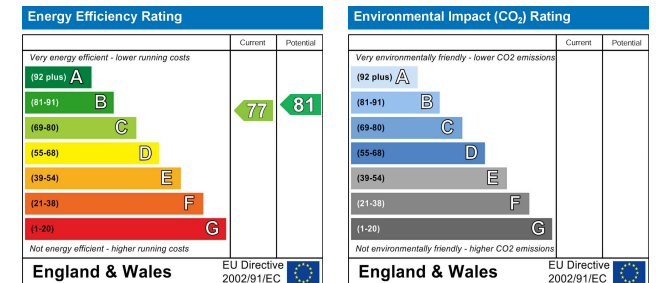 Energy Efficiency Rating
Current Potential
Very energy efficient - lower running costs
(92 plus) A
(81-91) B
(69-80) C
(55-68) D
(39-54) E
(21-38) F
(1-20) G
77
81
Not energy efficient - higher running costs
England & Wales
EU Directive
2002/91/EC
Environmental Impact (CO₂) Rating
Current Potential
Very environmentally friendly - lower CO2 emissions
(92 plus) A
(81-91) B
(69-80) C
(55-68) D
(39-54) E
(21-38) F
(1-20) G
Not environmentally friendly - higher CO2 emissions
England & Wales
EU Directive
2002/91/EC